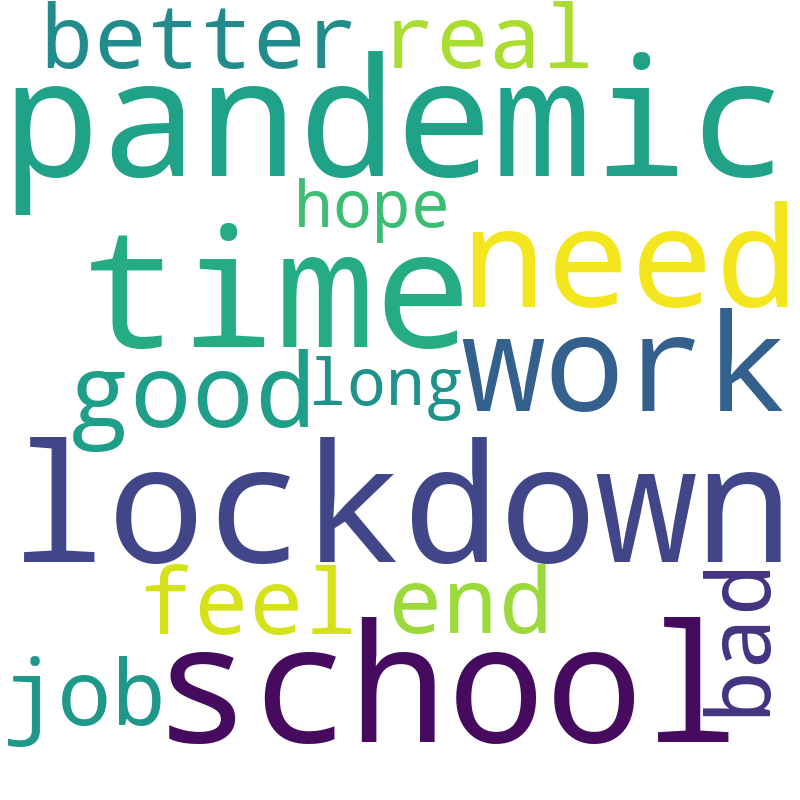 better real
pandemic
hope
time need
good long work
lockdown
feel end bad
job school